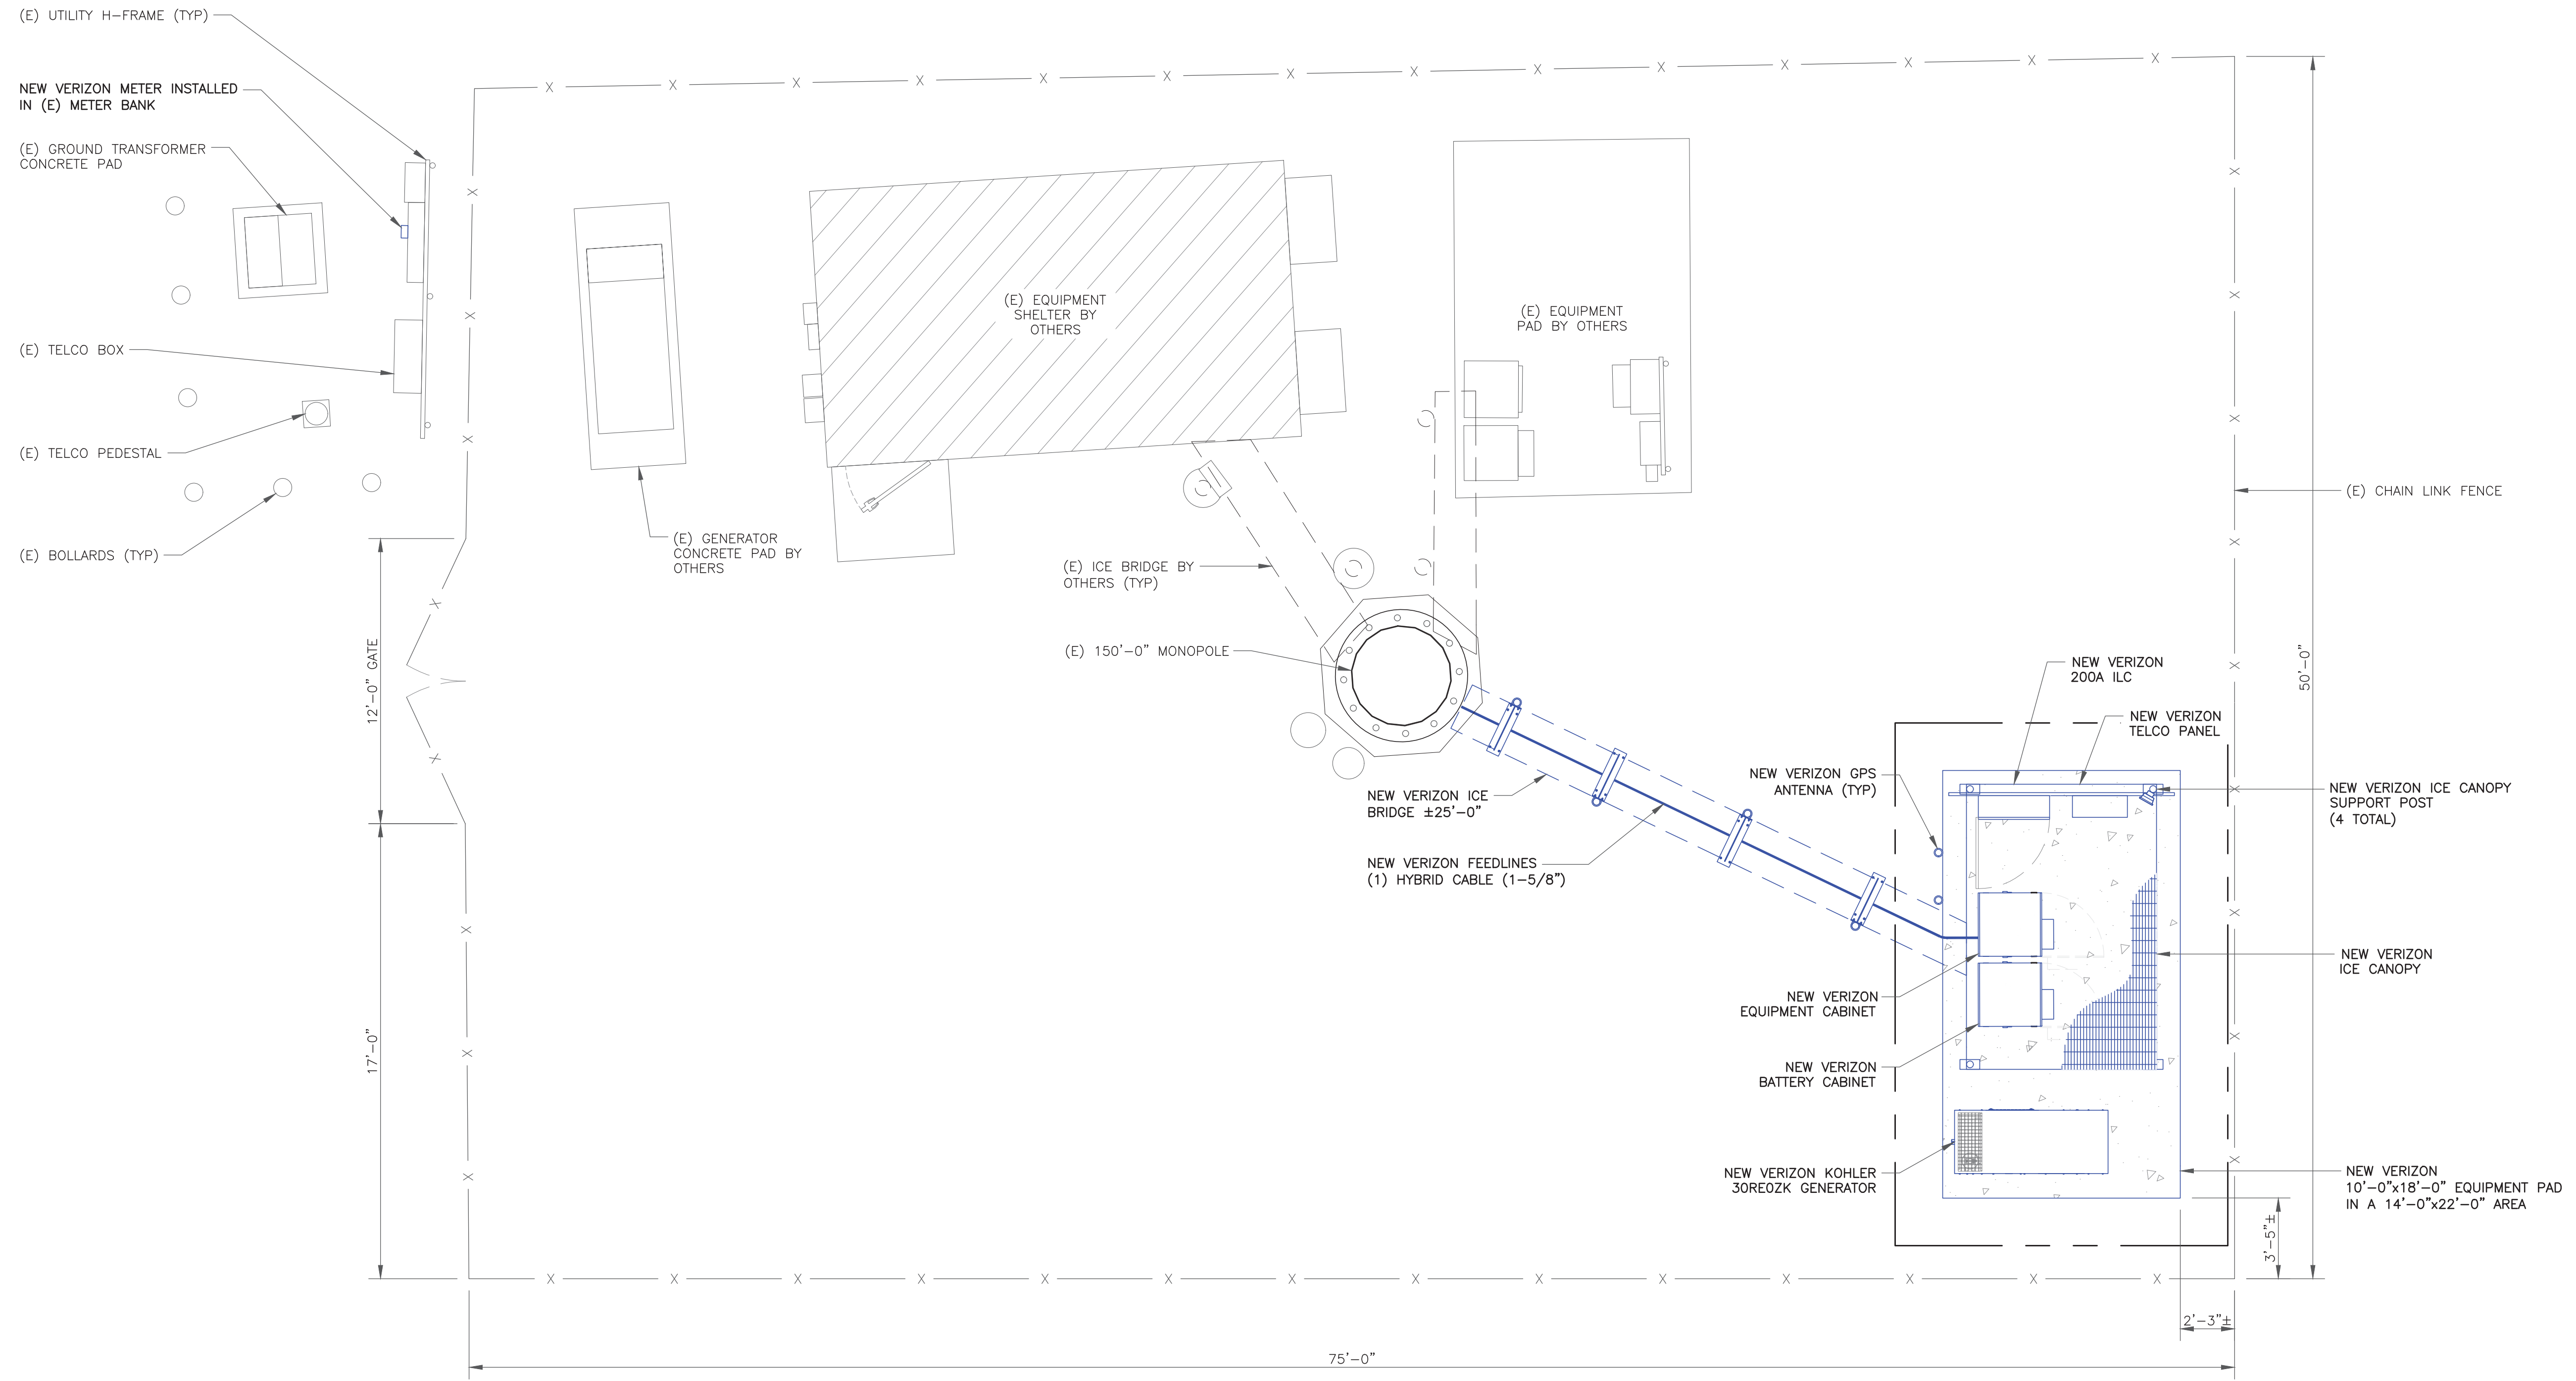 (E) UTILITY H-FRAME (TYP)
NEW VERIZON METER INSTALLED
IN (E) METER BANK
(E) GROUND TRANSFORMER
CONCRETE PAD
(E) TELCO BOX
(E) TELCO PEDESTAL
(E) BOLLARDS (TYP)
12'-0" GATE
17'-0"
(E) GENERATOR
CONCRETE PAD BY
OTHERS
(E) EQUIPMENT
SHELTER BY
OTHERS
(E) EQUIPMENT
PAD BY OTHERS
(E) ICE BRIDGE BY
OTHERS (TYP)
(E) 150'-0" MONOPOLE
NEW VERIZON ICE
BRIDGE ±25'-0"
NEW VERIZON FEEDLINES
(1) HYBRID CABLE (1-5/8")
NEW VERIZON GPS
ANTENNA (TYP)
NEW VERIZON
EQUIPMENT CABINET
NEW VERIZON
BATTERY CABINET
NEW VERIZON KOHLER
30REOZK GENERATOR
NEW VERIZON
200A ILC
NEW VERIZON
TELCO PANEL
(E) CHAIN LINK FENCE
50'-0"
NEW VERIZON ICE CANOPY
SUPPORT POST
(4 TOTAL)
NEW VERIZON
ICE CANOPY
NEW VERIZON
10'-0"x18'-0" EQUIPMENT PAD
IN A 14'-0"x22'-0" AREA
3'-5"±
2'-3"±
75'-0"